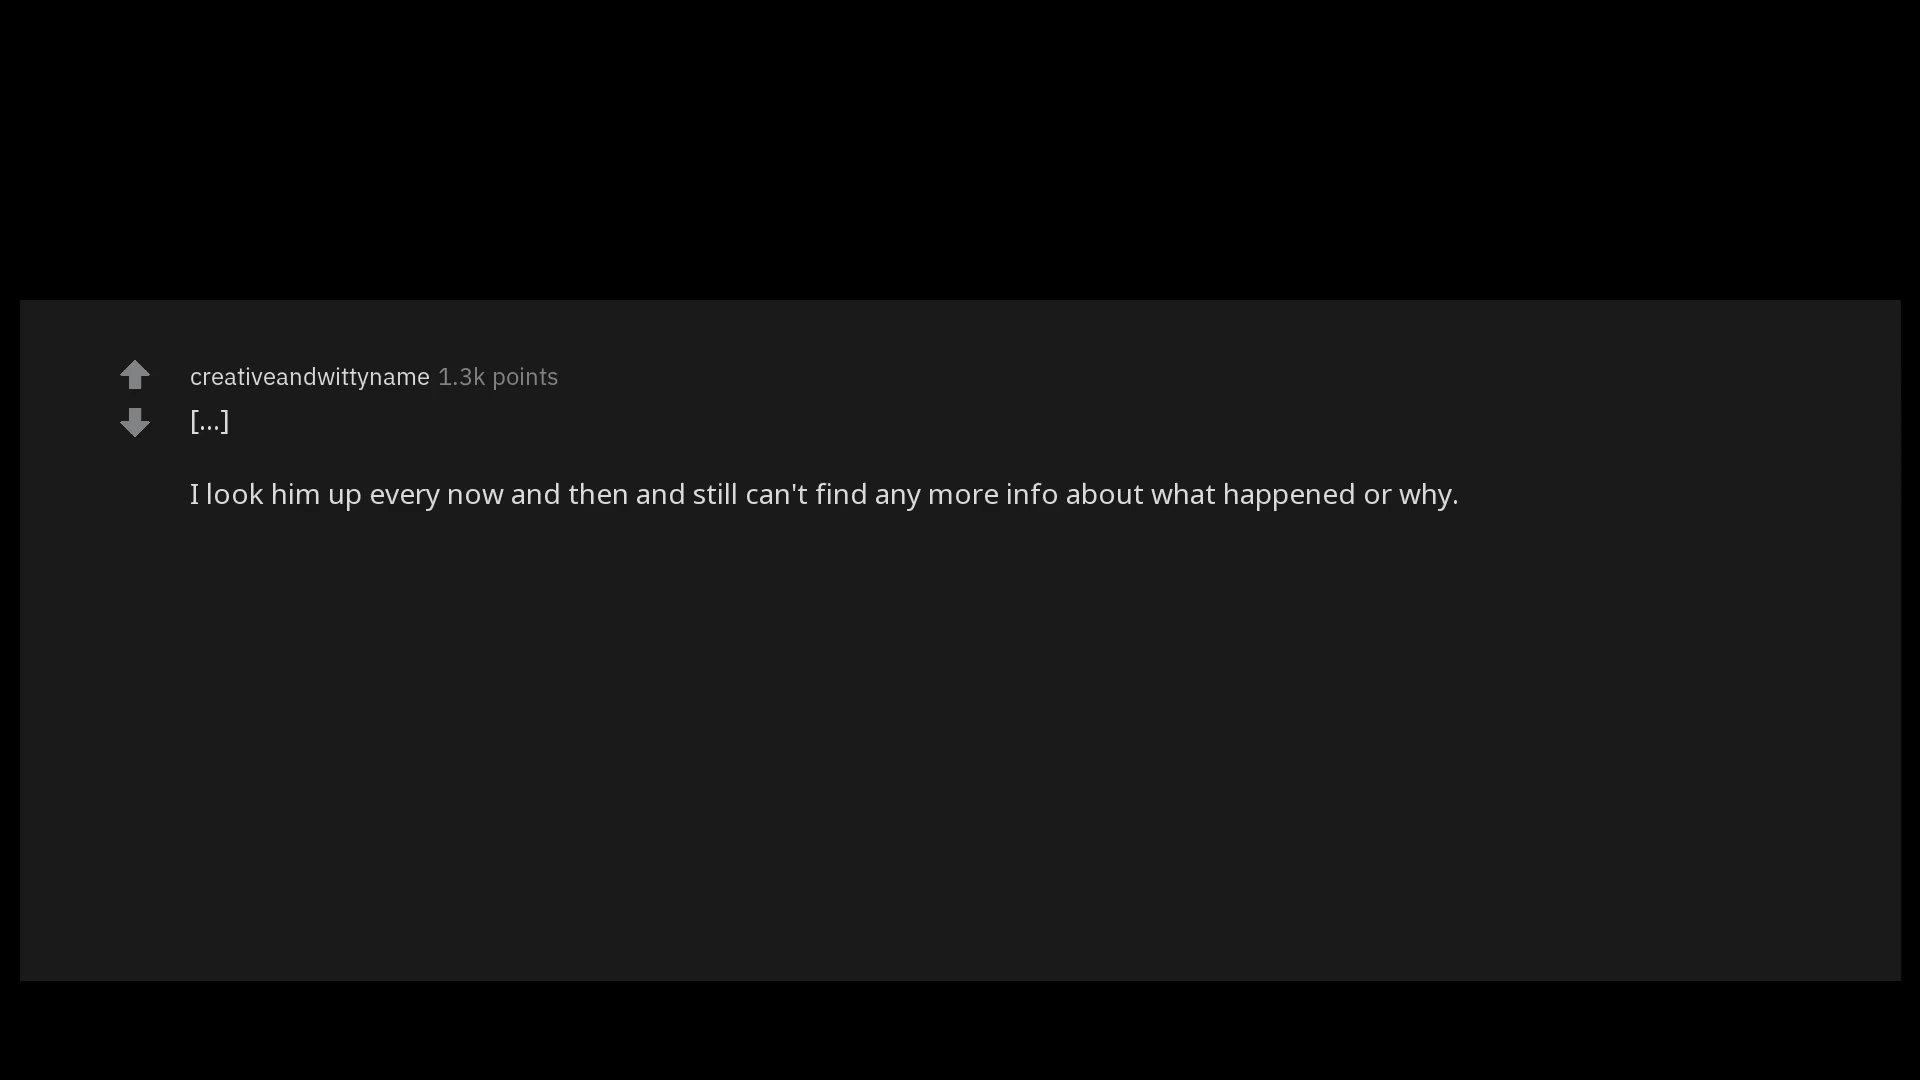 creativeandwittyname 1.3k points
[...]
I look him up every now and then and still can't find any more info about what happened or why.